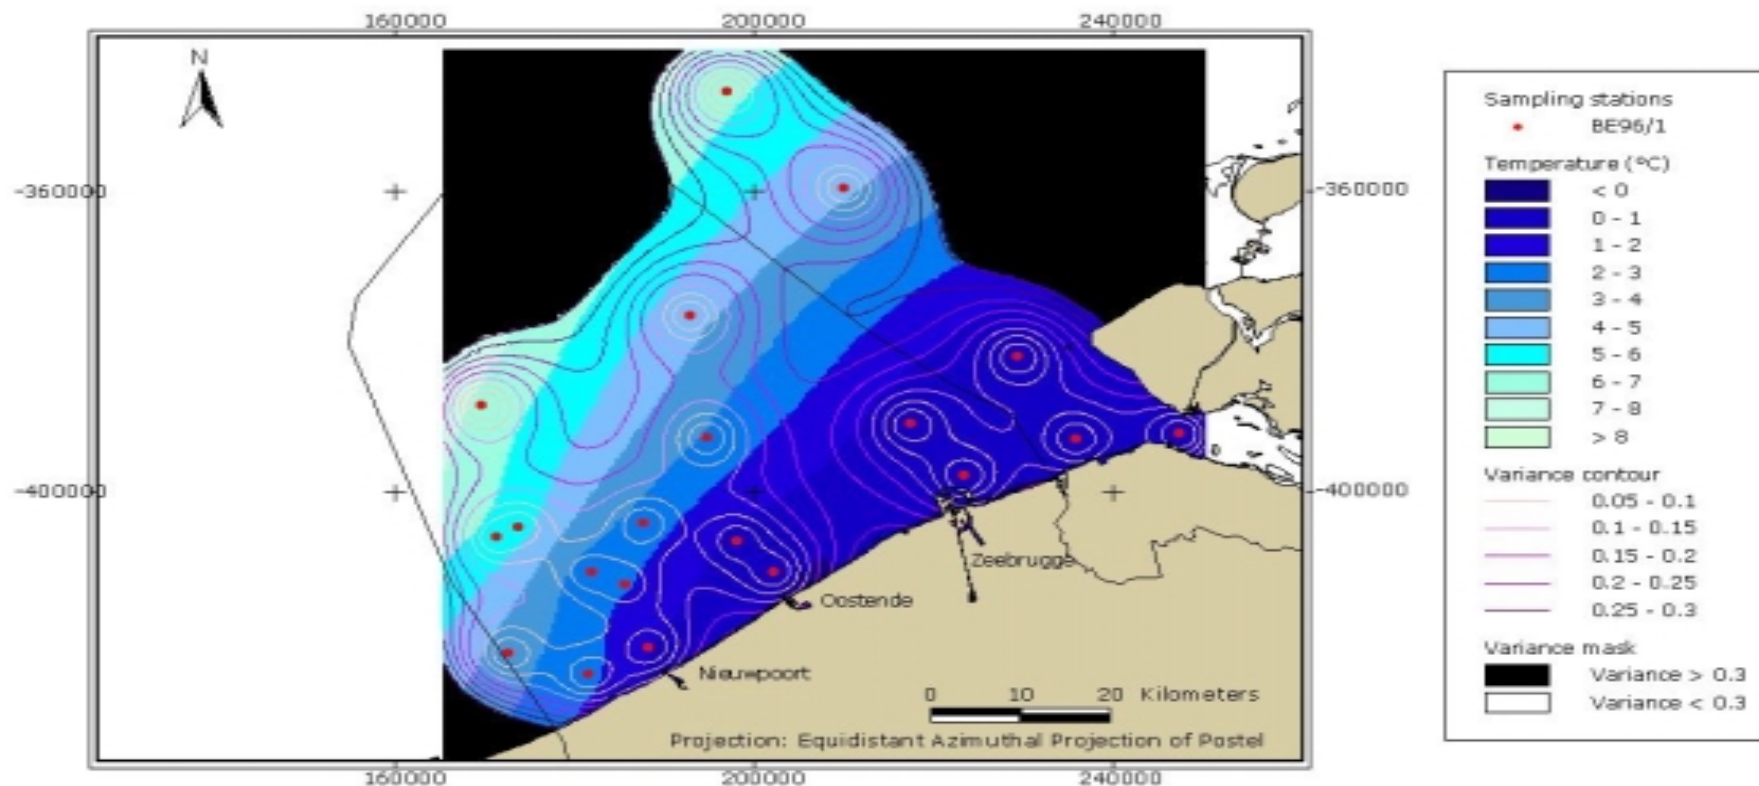 160000 200000 240000
N
-360000 -360000
-400000 -400000
Zeebrugge
Oostende
Nieuwpoort
0 10 20 Kilometers
Projection: Equidistant Azimuthal Projection of Postel
160000 200000 240000
Sampling stations
BE96/1
Temperature (°C)
< 0
0 - 1
1 - 2
2 - 3
3 - 4
4 - 5
5 - 6
6 - 7
7 - 8
> 8
Variance contour
0.05 - 0.1
0.1 - 0.15
0.15 - 0.2
0.2 - 0.25
0.25 - 0.3
Variance mask
Variance > 0.3
Variance < 0.3